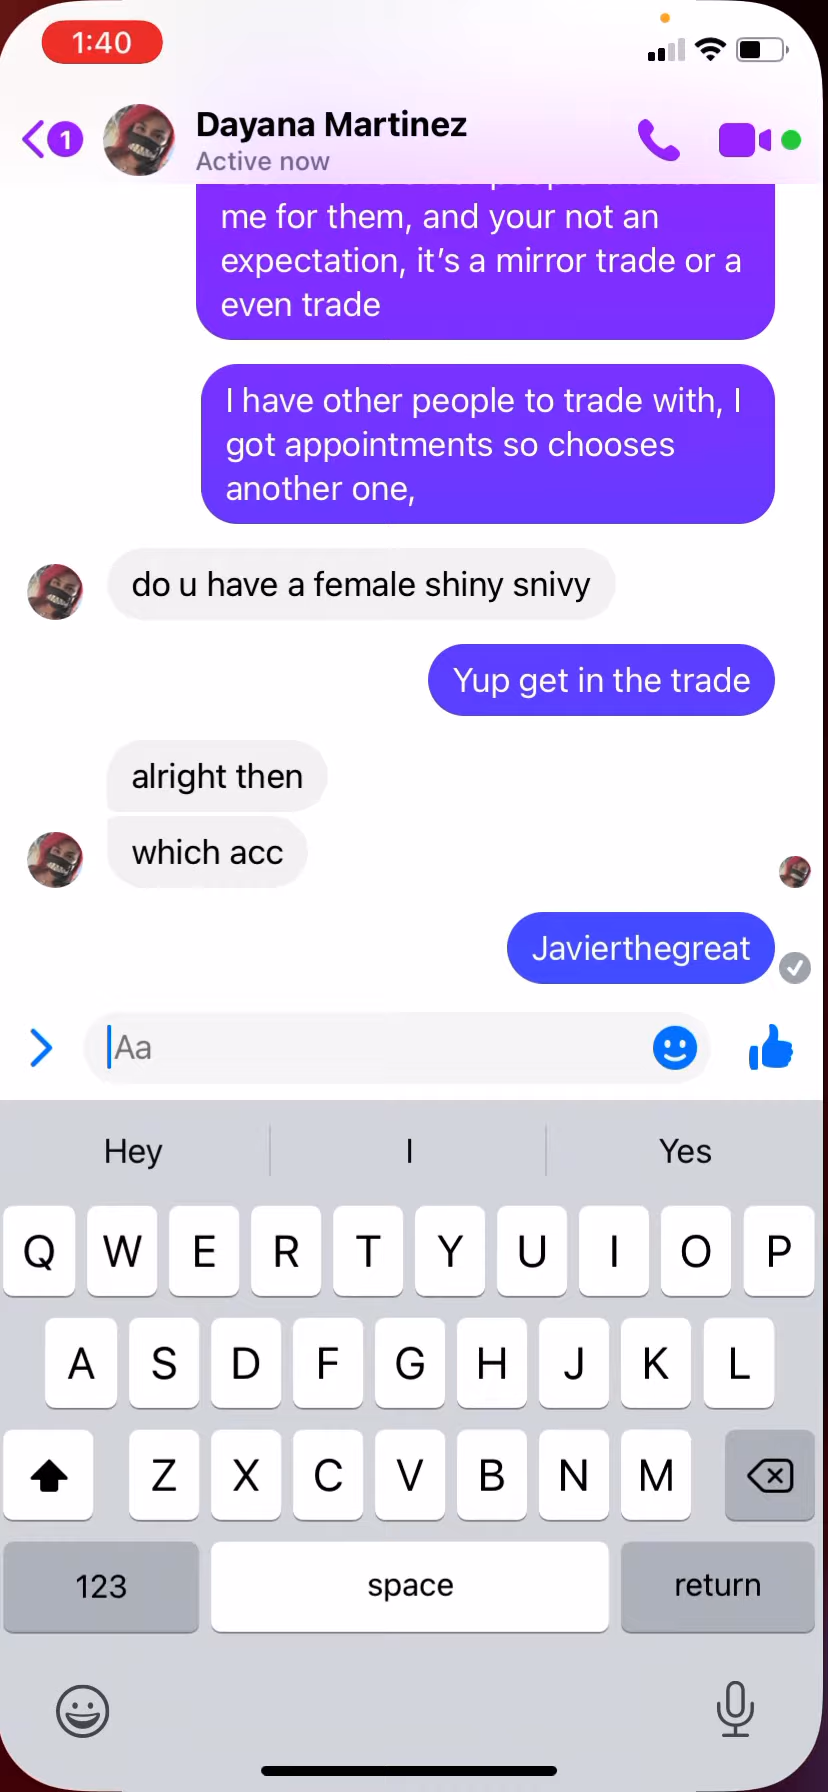 1:40
1
Dayana Martinez
Active now
me for them, and your not an
expectation, it's a mirror trade or a
even trade
I have other people to trade with, I
got appointments so chooses
another one,
do u have a female shiny snivy
Yup get in the trade
alright then
which acc
Javierthegreat
Aa
Hey I Yes
Q W E R T Y U I O P
A S D F G H J K L
Z X C V B N M
123 space return